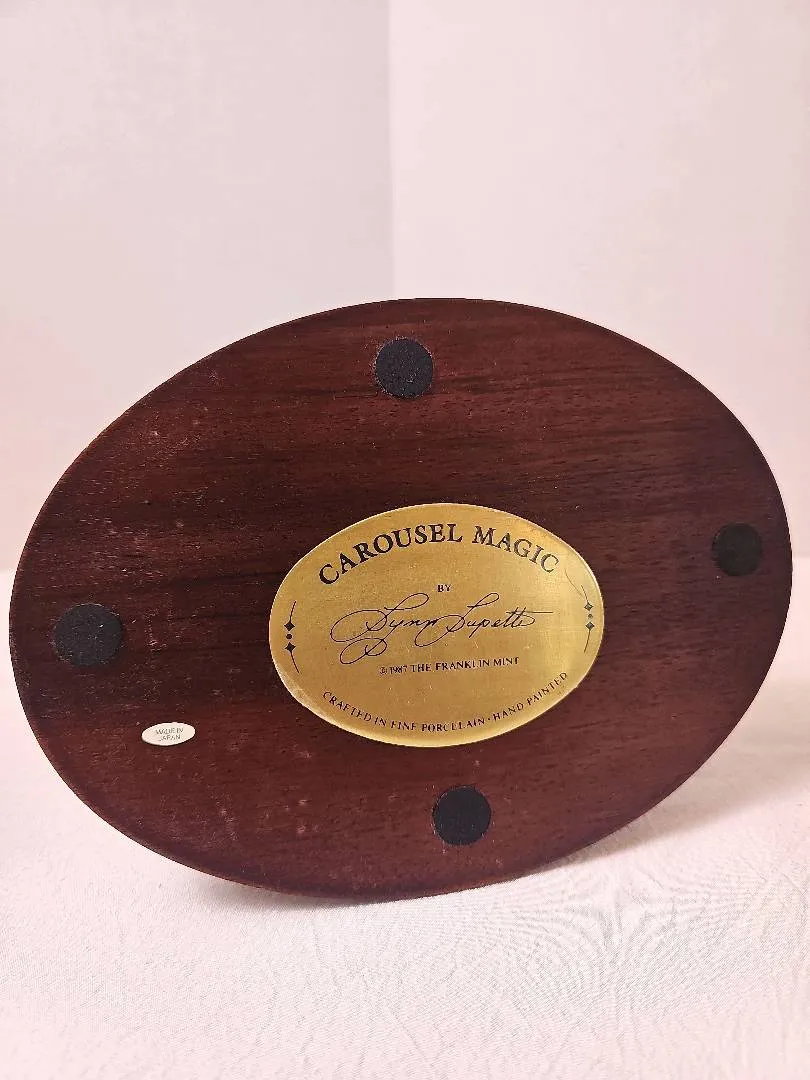 CAROUSEL MAGIC
BY
Lynn Lupetti
© 1987 THE FRANKLIN MINT
CRAFTED IN FINE PORCELAIN · HAND PAINTED
MADE IN
JAPAN